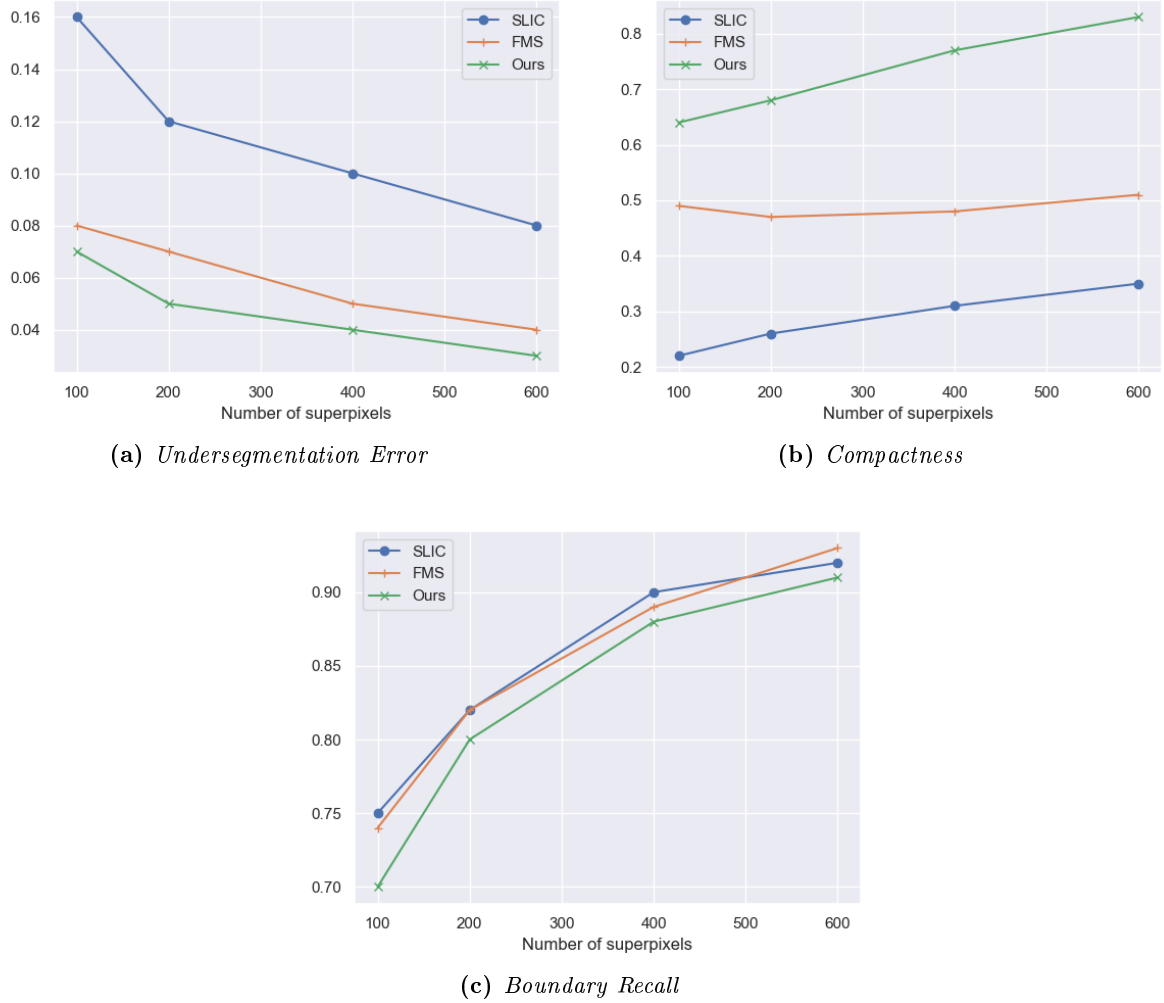 0.16
0.14
0.12
0.10
0.08
0.06
0.04
SLIC
FMS
Ours
100 200 300 400 500 600
Number of superpixels
(a) Undersegmentation Error
0.8
0.7
0.6
0.5
0.4
0.3
0.2
SLIC
FMS
Ours
100 200 300 400 500 600
Number of superpixels
(b) Compactness
0.90
0.85
0.80
0.75
0.70
SLIC
FMS
Ours
100 200 300 400 500 600
Number of superpixels
(c) Boundary Recall